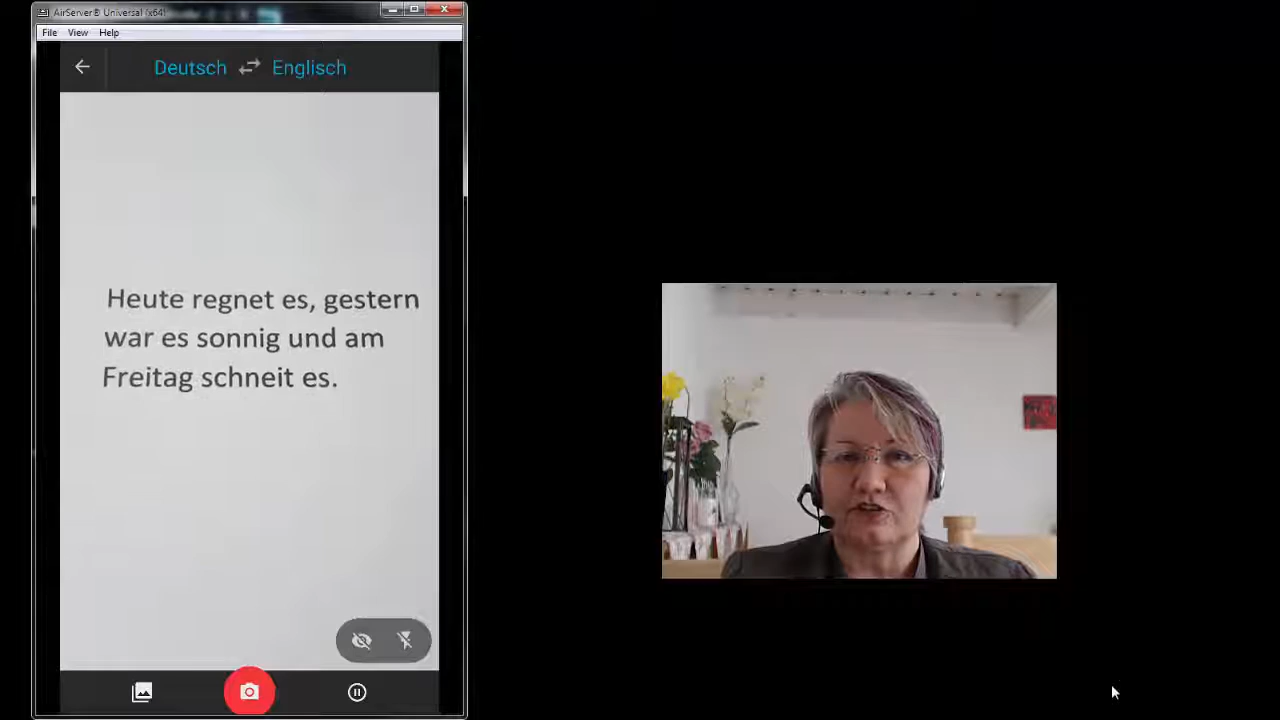 AirServer® Universal (x64)
File View Help
Deutsch Englisch
Heute regnet es, gestern
war es sonnig und am
Freitag schneit es.